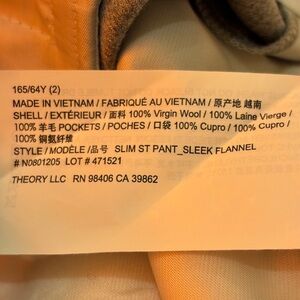 165/64Y (2)
MADE IN VIETNAM / FABRIQUÉ AU VIETNAM / 原产地 越南
SHELL / EXTÉRIEUR / 面料 100% Virgin Wool / 100% Laine Vierge /
100% 羊毛 POCKETS / POCHES / 口袋 100% Cupro / 100% Cupro /
100% 铜氨纤维
STYLE / MODÈLE /品号 SLIM ST PANT_SLEEK FLANNEL
# N0801205 LOT # 471521
THEORY LLC RN 98406 CA 39862